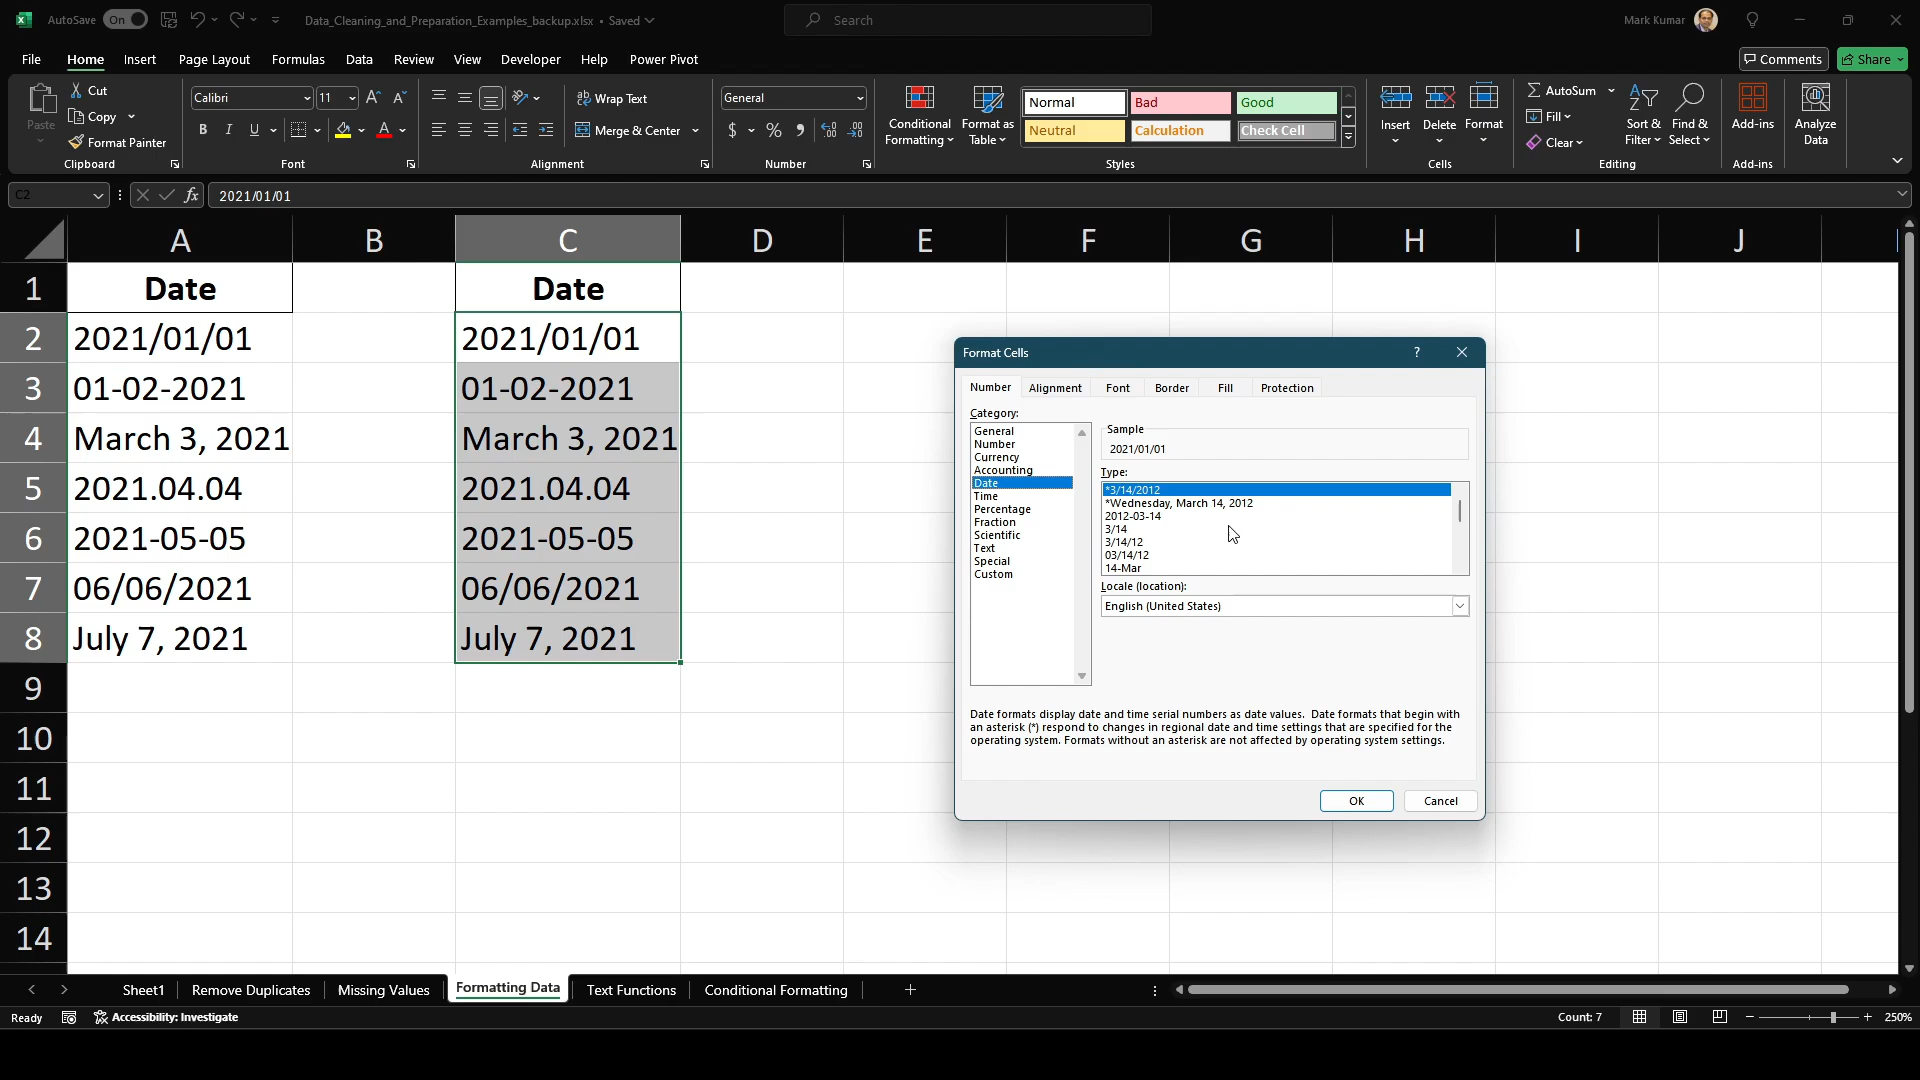 AutoSave On Data_Cleaning_and_Preparation_Examples_backup.xlsx • Saved Search Mark Kumar
File Home Insert Page Layout Formulas Data Review View Developer Help Power Pivot Comments Share
Paste
Cut
Copy
Format Painter
Clipboard
Calibri 11
B I U
Font
Wrap Text
Merge & Center
Alignment
General
$ % ,
Number
Conditional Formatting
Format as Table
Normal Bad Good
Neutral Calculation Check Cell
Styles
Insert Delete Format
Cells
AutoSum
Fill
Clear
Sort & Filter
Find & Select
Editing
Add-ins
Add-ins
Analyze Data
C2 fx 2021/01/01
A B C D E F G H I J
1 Date Date
2 2021/01/01 2021/01/01
3 01-02-2021 01-02-2021
4 March 3, 2021 March 3, 2021
5 2021.04.04 2021.04.04
6 2021-05-05 2021-05-05
7 06/06/2021 06/06/2021
8 July 7, 2021 July 7, 2021
9
10
11
12
13
14
Format Cells ?
Number Alignment Font Border Fill Protection
Category:
General
Number
Currency
Accounting
Date
Time
Percentage
Fraction
Scientific
Text
Special
Custom
Sample
2021/01/01
Type:
*3/14/2012
*Wednesday, March 14, 2012
2012-03-14
3/14
3/14/12
03/14/12
14-Mar
Locale (location):
English (United States)
Date formats display date and time serial numbers as date values. Date formats that begin with
an asterisk (*) respond to changes in regional date and time settings that are specified for the
operating system. Formats without an asterisk are not affected by operating system settings.
OK Cancel
Sheet1 Remove Duplicates Missing Values Formatting Data Text Functions Conditional Formatting
Ready Accessibility: Investigate Count: 7 250%